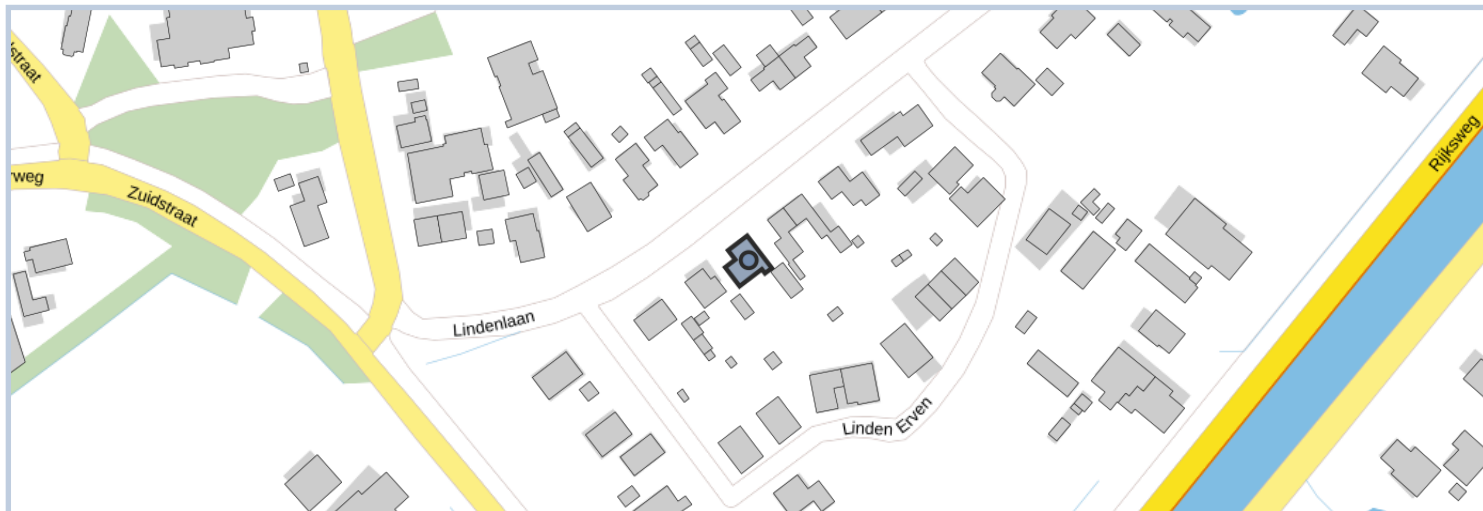 straat
rweg
Zuidstraat
Rijksweg
Lindenlaan
Linden Erven